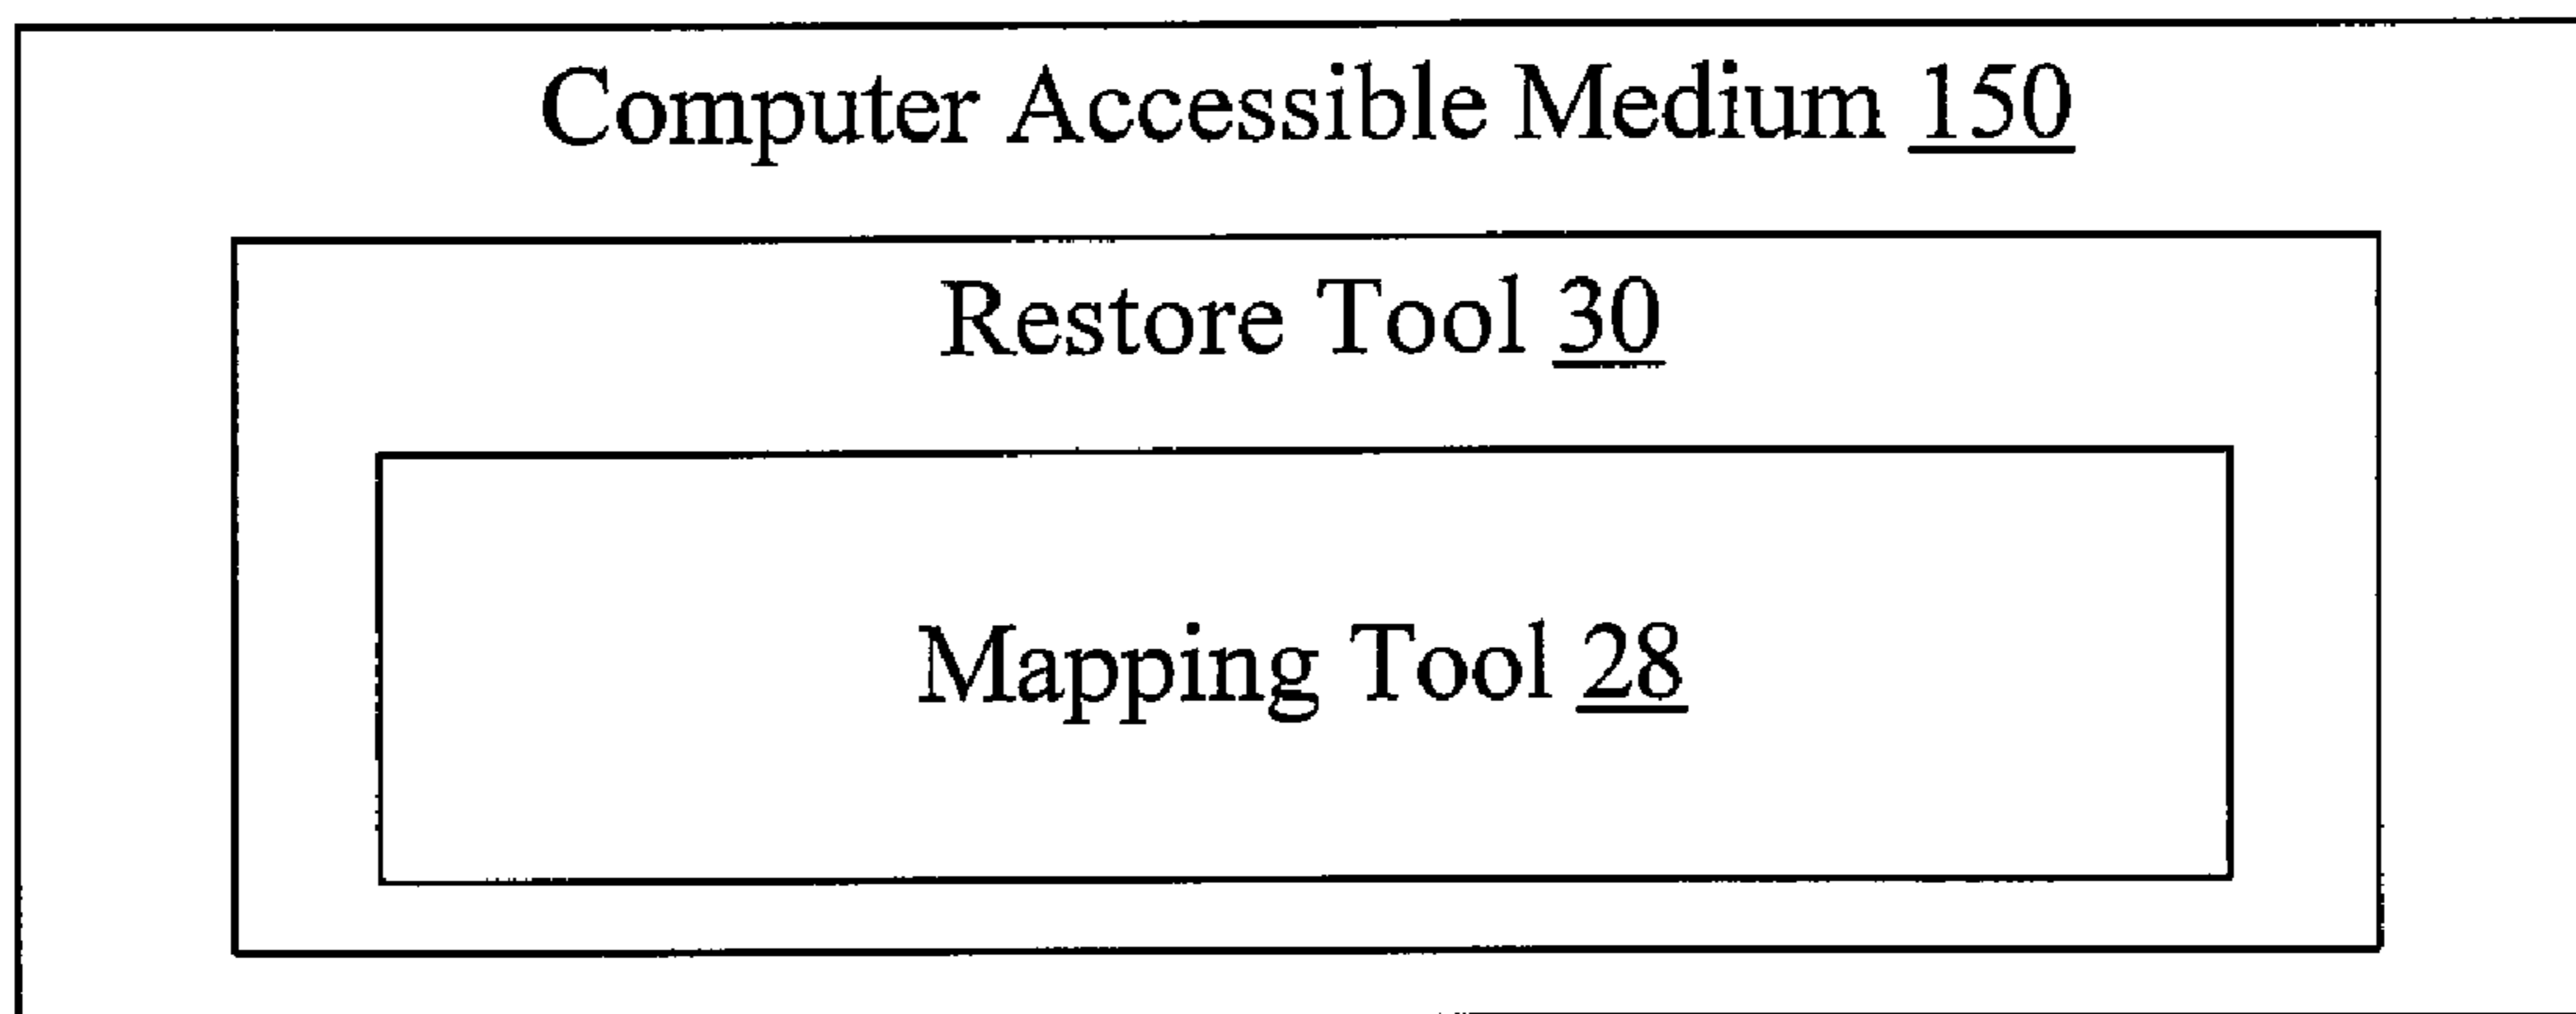 Computer Accessible Medium 150
Restore Tool 30
Mapping Tool 28